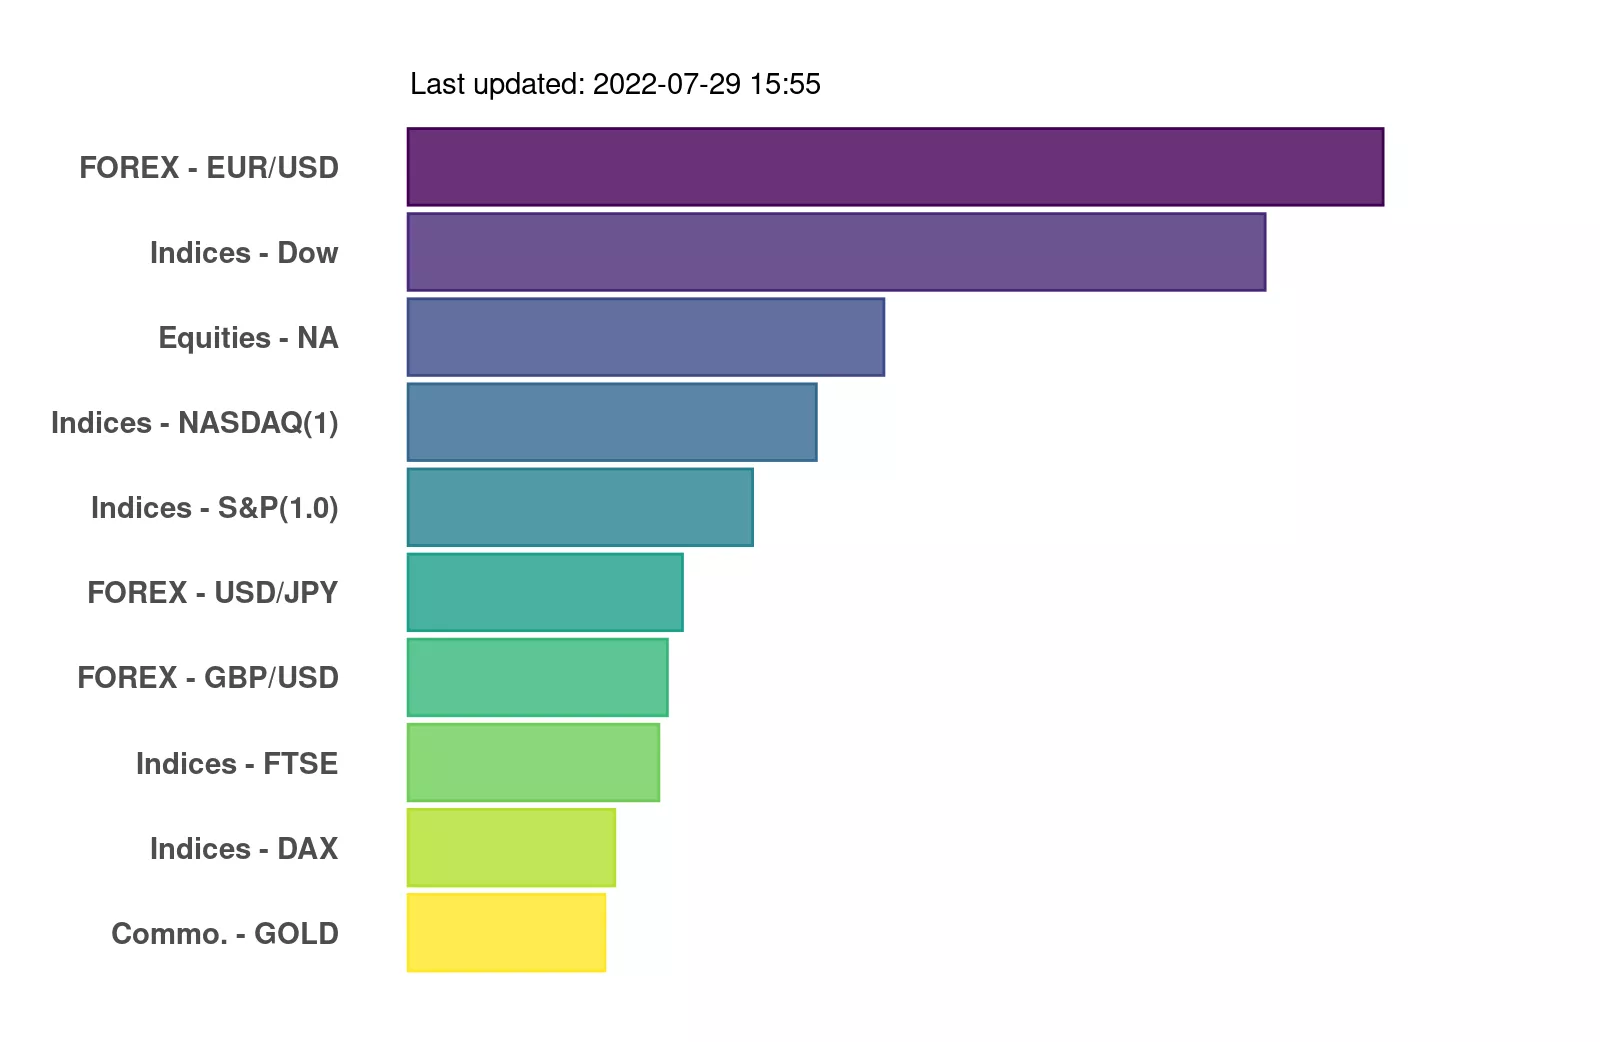 Last updated: 2022-07-29 15:55
FOREX - EUR/USD
Indices - Dow
Equities - NA
Indices - NASDAQ(1)
Indices - S&P(1.0)
FOREX - USD/JPY
FOREX - GBP/USD
Indices - FTSE
Indices - DAX
Commo. - GOLD